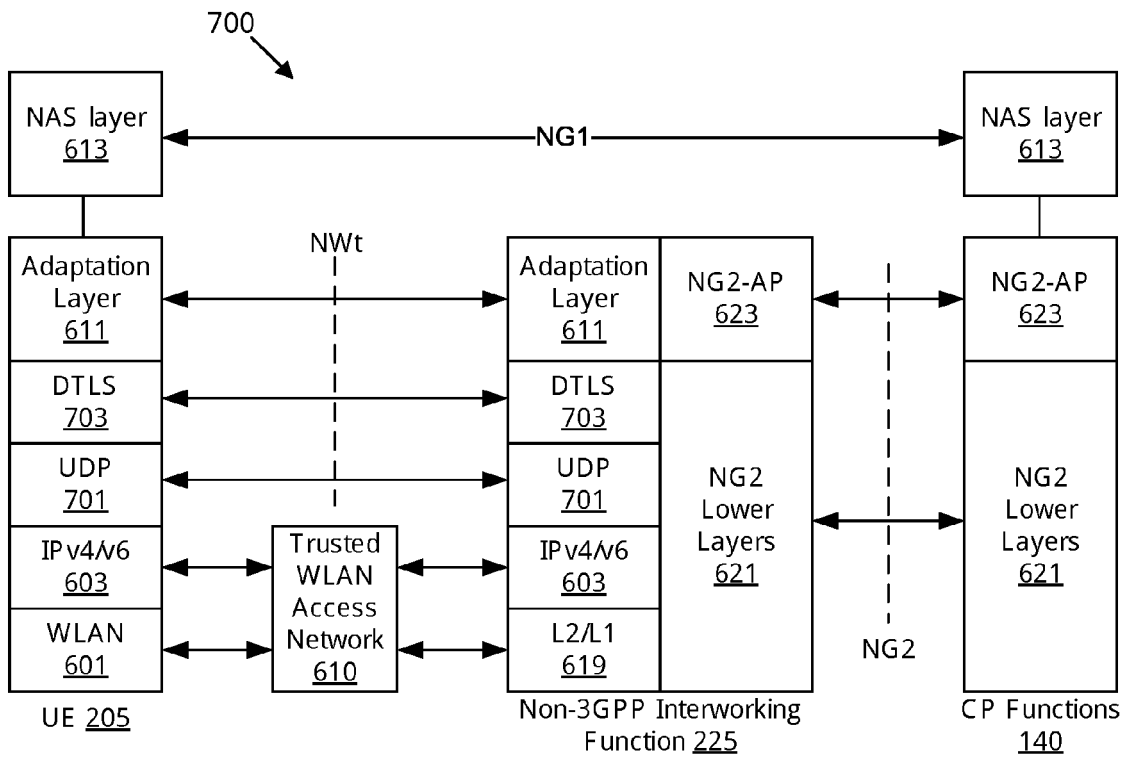 700
NAS layer
613
NG1
NAS layer
613
Adaptation
Layer
611
NWt
Adaptation
Layer
611
NG2-AP
623
NG2-AP
623
DTLS
703
DTLS
703
UDP
701
UDP
701
NG2
Lower
Layers
621
NG2
Lower
Layers
621
IPv4/v6
603
Trusted
WLAN
Access
Network
610
IPv4/v6
603
WLAN
601
L2/L1
619
NG2
UE 205
Non-3GPP Interworking
Function 225
CP Functions
140